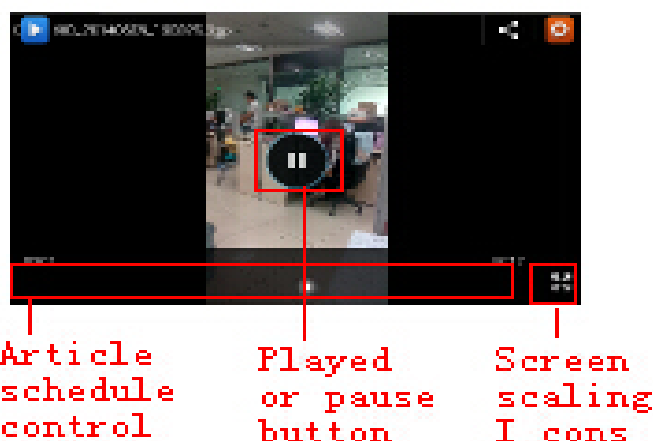 Article
schedule
control
Played
or pause
button
Screen
scaling
I cons